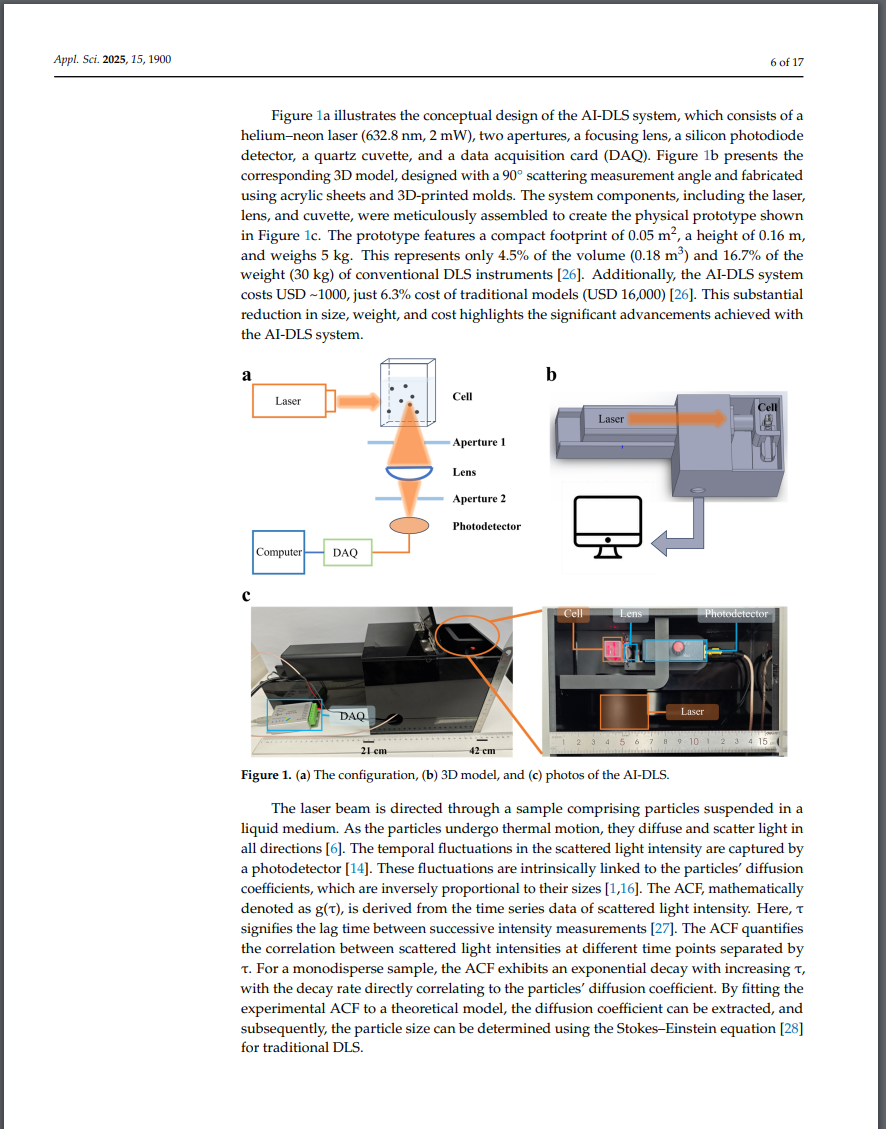 Appl. Sci. 2025, 15, 1900
6 of 17
Figure 1a illustrates the conceptual design of the AI-DLS system, which consists of a
helium–neon laser (632.8 nm, 2 mW), two apertures, a focusing lens, a silicon photodiode
detector, a quartz cuvette, and a data acquisition card (DAQ). Figure 1b presents the
corresponding 3D model, designed with a 90° scattering measurement angle and fabricated
using acrylic sheets and 3D-printed molds. The system components, including the laser,
lens, and cuvette, were meticulously assembled to create the physical prototype shown
in Figure 1c. The prototype features a compact footprint of 0.05 m², a height of 0.16 m,
and weighs 5 kg. This represents only 4.5% of the volume (0.18 m³) and 16.7% of the
weight (30 kg) of conventional DLS instruments [26]. Additionally, the AI-DLS system
costs USD ~1000, just 6.3% cost of traditional models (USD 16,000) [26]. This substantial
reduction in size, weight, and cost highlights the significant advancements achieved with
the AI-DLS system.
a
Laser
Cell
Aperture 1
Lens
Aperture 2
Photodetector
Computer
DAQ
b
Laser
Cell
c
DAQ
21 cm
42 cm
Cell
Lens
Photodetector
Laser
1 2 3 4 5 6 7 8 9 10 1 2 3 4 15
Figure 1. (a) The configuration, (b) 3D model, and (c) photos of the AI-DLS.
The laser beam is directed through a sample comprising particles suspended in a
liquid medium. As the particles undergo thermal motion, they diffuse and scatter light in
all directions [6]. The temporal fluctuations in the scattered light intensity are captured by
a photodetector [14]. These fluctuations are intrinsically linked to the particles' diffusion
coefficients, which are inversely proportional to their sizes [1,16]. The ACF, mathematically
denoted as g(τ), is derived from the time series data of scattered light intensity. Here, τ
signifies the lag time between successive intensity measurements [27]. The ACF quantifies
the correlation between scattered light intensities at different time points separated by
τ. For a monodisperse sample, the ACF exhibits an exponential decay with increasing τ,
with the decay rate directly correlating to the particles' diffusion coefficient. By fitting the
experimental ACF to a theoretical model, the diffusion coefficient can be extracted, and
subsequently, the particle size can be determined using the Stokes–Einstein equation [28]
for traditional DLS.